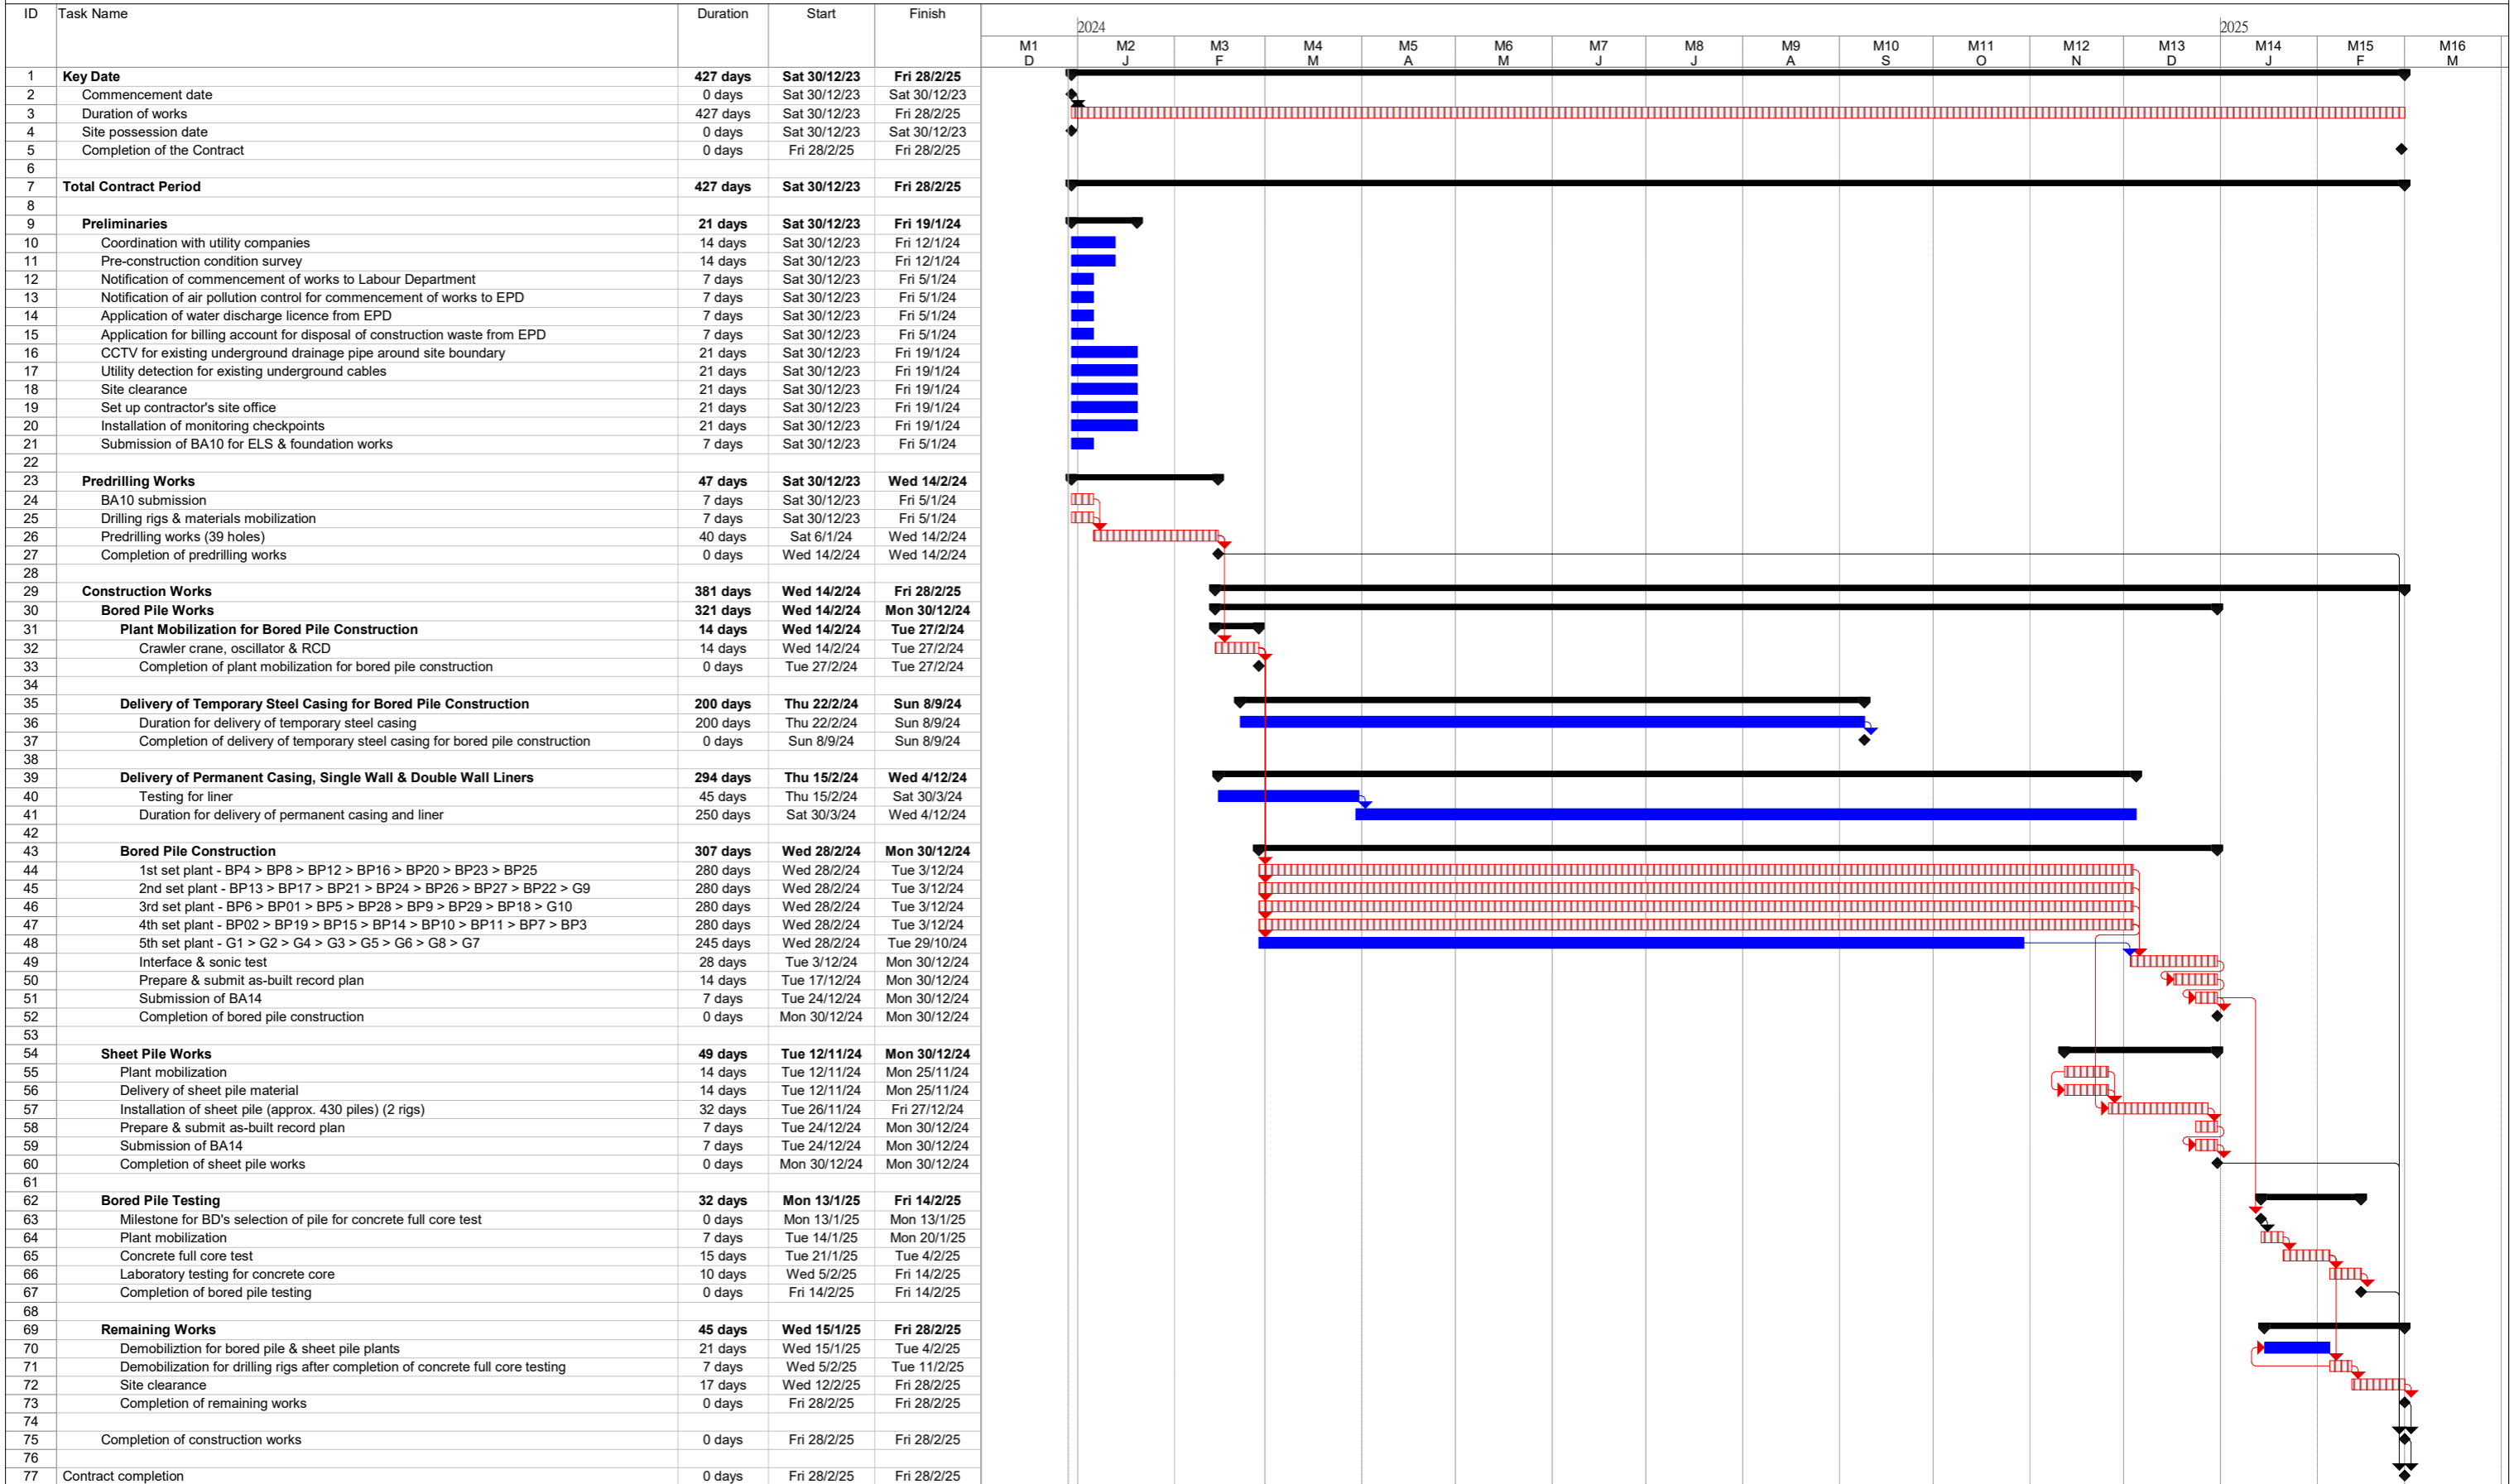 ID Task Name Duration Start Finish
2024 2025
M1 M2 M3 M4 M5 M6 M7 M8 M9 M10 M11 M12 M13 M14 M15 M16
D J F M A M J J A S O N D J F M
1 Key Date 427 days Sat 30/12/23 Fri 28/2/25
2 Commencement date 0 days Sat 30/12/23 Sat 30/12/23
3 Duration of works 427 days Sat 30/12/23 Fri 28/2/25
4 Site possession date 0 days Sat 30/12/23 Sat 30/12/23
5 Completion of the Contract 0 days Fri 28/2/25 Fri 28/2/25
6
7 Total Contract Period 427 days Sat 30/12/23 Fri 28/2/25
8
9 Preliminaries 21 days Sat 30/12/23 Fri 19/1/24
10 Coordination with utility companies 14 days Sat 30/12/23 Fri 12/1/24
11 Pre-construction condition survey 14 days Sat 30/12/23 Fri 12/1/24
12 Notification of commencement of works to Labour Department 7 days Sat 30/12/23 Fri 5/1/24
13 Notification of air pollution control for commencement of works to EPD 7 days Sat 30/12/23 Fri 5/1/24
14 Application of water discharge licence from EPD 7 days Sat 30/12/23 Fri 5/1/24
15 Application for billing account for disposal of construction waste from EPD 7 days Sat 30/12/23 Fri 5/1/24
16 CCTV for existing underground drainage pipe around site boundary 21 days Sat 30/12/23 Fri 19/1/24
17 Utility detection for existing underground cables 21 days Sat 30/12/23 Fri 19/1/24
18 Site clearance 21 days Sat 30/12/23 Fri 19/1/24
19 Set up contractor's site office 21 days Sat 30/12/23 Fri 19/1/24
20 Installation of monitoring checkpoints 21 days Sat 30/12/23 Fri 19/1/24
21 Submission of BA10 for ELS & foundation works 7 days Sat 30/12/23 Fri 5/1/24
22
23 Predrilling Works 47 days Sat 30/12/23 Wed 14/2/24
24 BA10 submission 7 days Sat 30/12/23 Fri 5/1/24
25 Drilling rigs & materials mobilization 7 days Sat 30/12/23 Fri 5/1/24
26 Predrilling works (39 holes) 40 days Sat 6/1/24 Wed 14/2/24
27 Completion of predrilling works 0 days Wed 14/2/24 Wed 14/2/24
28
29 Construction Works 381 days Wed 14/2/24 Fri 28/2/25
30 Bored Pile Works 321 days Wed 14/2/24 Mon 30/12/24
31 Plant Mobilization for Bored Pile Construction 14 days Wed 14/2/24 Tue 27/2/24
32 Crawler crane, oscillator & RCD 14 days Wed 14/2/24 Tue 27/2/24
33 Completion of plant mobilization for bored pile construction 0 days Tue 27/2/24 Tue 27/2/24
34
35 Delivery of Temporary Steel Casing for Bored Pile Construction 200 days Thu 22/2/24 Sun 8/9/24
36 Duration for delivery of temporary steel casing 200 days Thu 22/2/24 Sun 8/9/24
37 Completion of delivery of temporary steel casing for bored pile construction 0 days Sun 8/9/24 Sun 8/9/24
38
39 Delivery of Permanent Casing, Single Wall & Double Wall Liners 294 days Thu 15/2/24 Wed 4/12/24
40 Testing for liner 45 days Thu 15/2/24 Sat 30/3/24
41 Duration for delivery of permanent casing and liner 250 days Sat 30/3/24 Wed 4/12/24
42
43 Bored Pile Construction 307 days Wed 28/2/24 Mon 30/12/24
44 1st set plant - BP4 > BP8 > BP12 > BP16 > BP20 > BP23 > BP25 280 days Wed 28/2/24 Tue 3/12/24
45 2nd set plant - BP13 > BP17 > BP21 > BP24 > BP26 > BP27 > BP22 > G9 280 days Wed 28/2/24 Tue 3/12/24
46 3rd set plant - BP6 > BP01 > BP5 > BP28 > BP9 > BP29 > BP18 > G10 280 days Wed 28/2/24 Tue 3/12/24
47 4th set plant - BP02 > BP19 > BP15 > BP14 > BP10 > BP11 > BP7 > BP3 280 days Wed 28/2/24 Tue 3/12/24
48 5th set plant - G1 > G2 > G4 > G3 > G5 > G6 > G8 > G7 245 days Wed 28/2/24 Tue 29/10/24
49 Interface & sonic test 28 days Tue 3/12/24 Mon 30/12/24
50 Prepare & submit as-built record plan 14 days Tue 17/12/24 Mon 30/12/24
51 Submission of BA14 7 days Tue 24/12/24 Mon 30/12/24
52 Completion of bored pile construction 0 days Mon 30/12/24 Mon 30/12/24
53
54 Sheet Pile Works 49 days Tue 12/11/24 Mon 30/12/24
55 Plant mobilization 14 days Tue 12/11/24 Mon 25/11/24
56 Delivery of sheet pile material 14 days Tue 12/11/24 Mon 25/11/24
57 Installation of sheet pile (approx. 430 piles) (2 rigs) 32 days Tue 26/11/24 Fri 27/12/24
58 Prepare & submit as-built record plan 7 days Tue 24/12/24 Mon 30/12/24
59 Submission of BA14 7 days Tue 24/12/24 Mon 30/12/24
60 Completion of sheet pile works 0 days Mon 30/12/24 Mon 30/12/24
61
62 Bored Pile Testing 32 days Mon 13/1/25 Fri 14/2/25
63 Milestone for BD's selection of pile for concrete full core test 0 days Mon 13/1/25 Mon 13/1/25
64 Plant mobilization 7 days Tue 14/1/25 Mon 20/1/25
65 Concrete full core test 15 days Tue 21/1/25 Tue 4/2/25
66 Laboratory testing for concrete core 10 days Wed 5/2/25 Fri 14/2/25
67 Completion of bored pile testing 0 days Fri 14/2/25 Fri 14/2/25
68
69 Remaining Works 45 days Wed 15/1/25 Fri 28/2/25
70 Demobiliztion for bored pile & sheet pile plants 21 days Wed 15/1/25 Tue 4/2/25
71 Demobilization for drilling rigs after completion of concrete full core testing 7 days Wed 5/2/25 Tue 11/2/25
72 Site clearance 17 days Wed 12/2/25 Fri 28/2/25
73 Completion of remaining works 0 days Fri 28/2/25 Fri 28/2/25
74
75 Completion of construction works 0 days Fri 28/2/25 Fri 28/2/25
76
77 Contract completion 0 days Fri 28/2/25 Fri 28/2/25